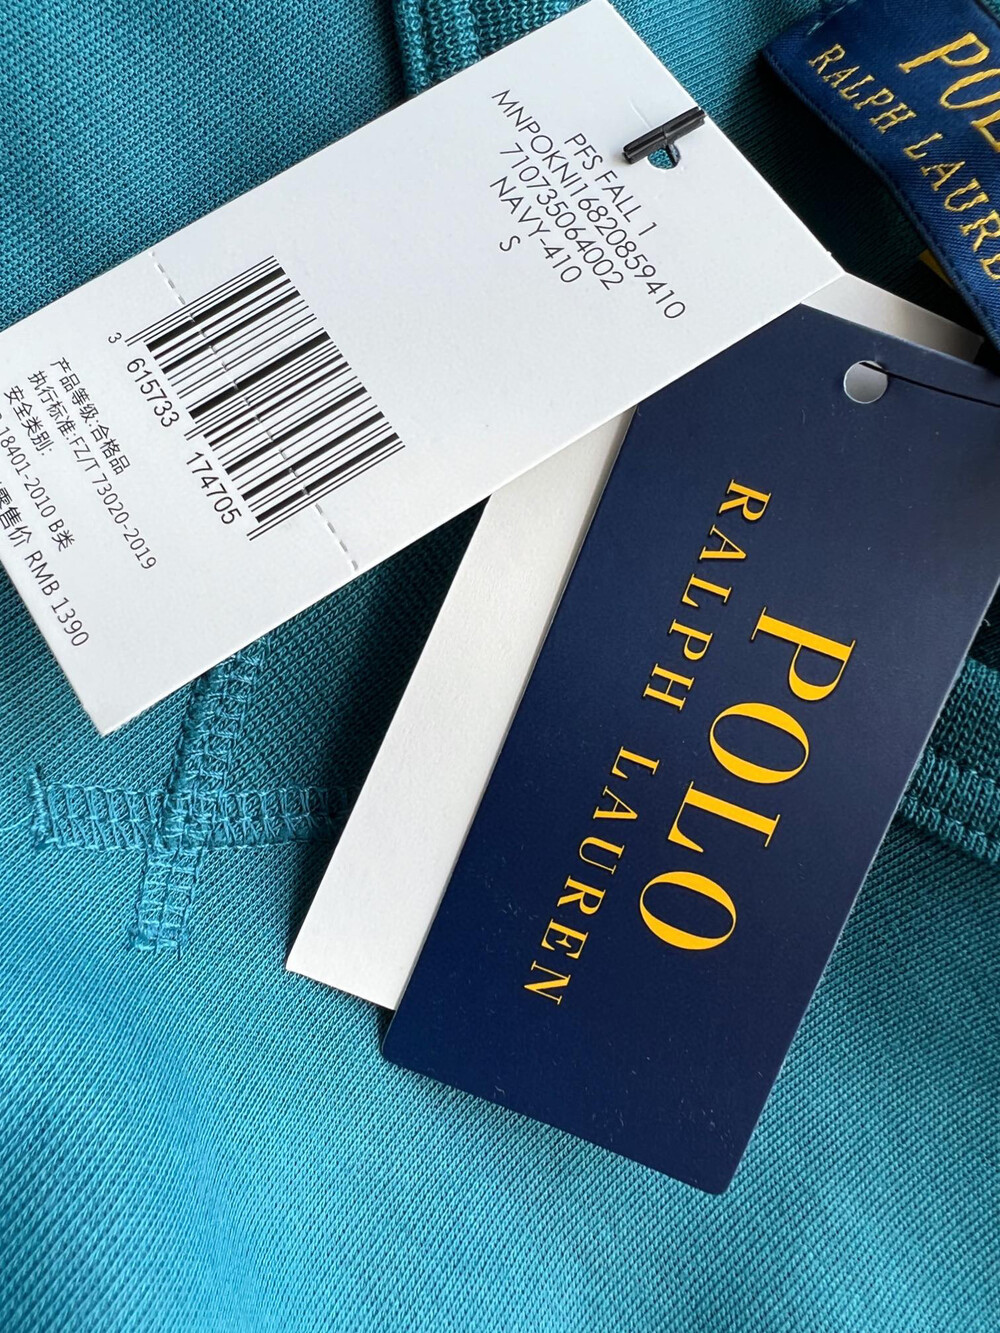 PFS FALL 1
MNPOKNI16820859410
710735064002
NAVY-410
S
3 615733 174705
产品等级:合格品
执行标准:FZ/T 73020-2019
安全类别:
18401-2010 B类
零售价 RMB 1390
POLO
RALPH LAUREN
RALPH